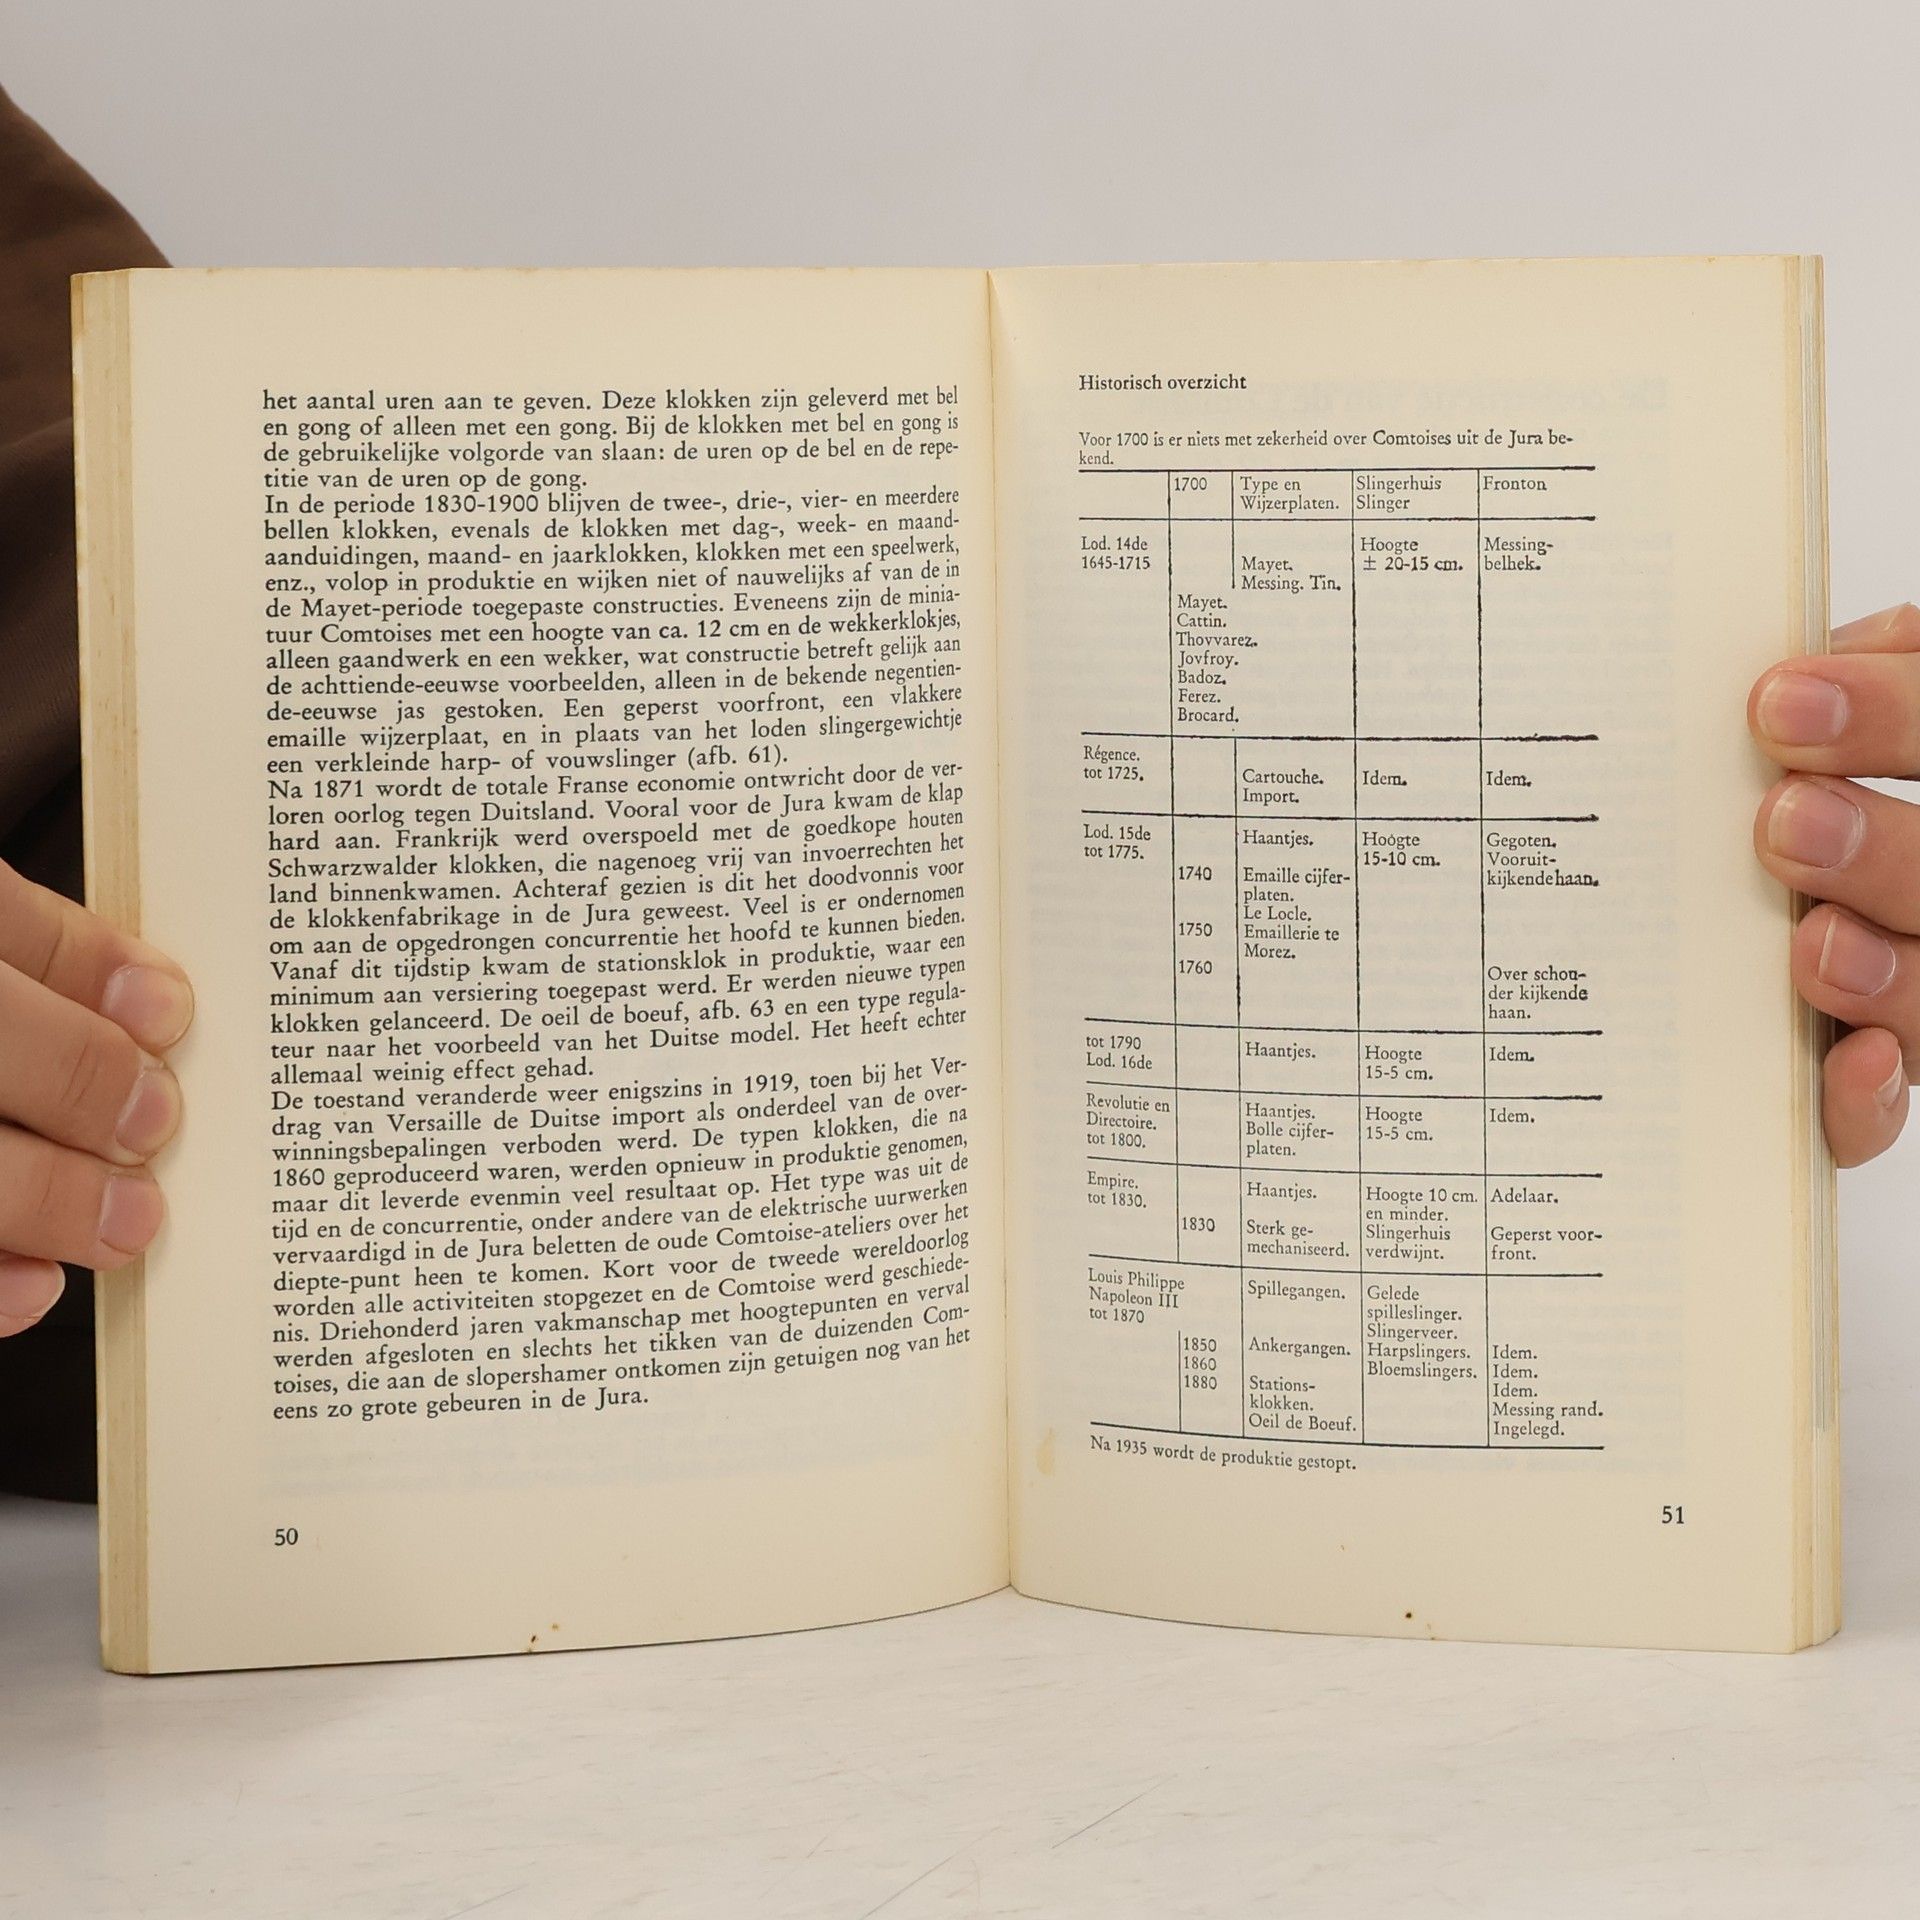 het aantal uren aan te geven. Deze klokken zijn geleverd met bel
en gong of alleen met een gong. Bij de klokken met bel en gong is
de gebruikelijke volgorde van slaan: de uren op de bel en de repe-
titie van de uren op de gong.
In de periode 1830-1900 blijven de twee-, drie-, vier- en meerdere
bellen klokken, evenals de klokken met dag-, week- en maand-
aanduidingen, maand- en jaarklokken, klokken met een speelwerk,
enz., volop in produktie en wijken niet of nauwelijks af van de in
de Mayet-periode toegepaste constructies. Eveneens zijn de minia-
tuur Comtoises met een hoogte van ca. 12 cm en de wekkerklokjes,
alleen gaandwerk en een wekker, wat constructie betreft gelijk aan
de achttiende-eeuwse voorbeelden, alleen in de bekende negentien-
de-eeuwse jas gestoken. Een geperst voorfront, een vlakkere
emaille wijzerplaat, en in plaats van het loden slingergewichtje
een verkleinde harp- of vouwslinger (afb. 61).
Na 1871 wordt de totale Franse economie ontwricht door de ver-
loren oorlog tegen Duitsland. Vooral voor de Jura kwam de klap
hard aan. Frankrijk werd overspoeld met de goedkope houten
Schwarzwalder klokken, die nagenoeg vrij van invoerrechten het
land binnenkwamen. Achteraf gezien is dit het doodvonnis voor
de klokkenfabrikage in de Jura geweest. Veel is er ondernomen
om aan de opgedrongen concurrentie het hoofd te kunnen bieden.
Vanaf dit tijdstip kwam de stationsklok in produktie, waar een
minimum aan versiering toegepast werd. Er werden nieuwe typen
klokken gelanceerd. De oeil de boeuf, afb. 63 en een type regula-
teur naar het voorbeeld van het Duitse model. Het heeft echter
allemaal weinig effect gehad.
De toestand veranderde weer enigszins in 1919, toen bij het Ver-
drag van Versaille de Duitse import als onderdeel van de over-
winningsbepalingen verboden werd. De typen klokken, die na
1860 geproduceerd waren, werden opnieuw in produktie genomen,
maar dit leverde evenmin veel resultaat op. Het type was uit de
tijd en de concurrentie, onder andere van de elektrische uurwerken
vervaardigd in de Jura beletten de oude Comtoise-ateliers over het
diepte-punt heen te komen. Kort voor de tweede wereldoorlog
worden alle activiteiten stopgezet en de Comtoise werd geschiede-
nis. Driehonderd jaren vakmanschap met hoogtepunten en verval
werden afgesloten en slechts het tikken van de duizenden Com-
toises, die aan de slopershamer ontkomen zijn getuigen nog van het
eens zo grote gebeuren in de Jura.
50
Historisch overzicht
Voor 1700 is er niets met zekerheid over Comtoises uit de Jura be-
kend.
1700 Type en Slingerhuis Fronton
Wijzerplaten. Slinger
Lod. 14de Hoogte Messing-
1645-1715 Mayet. ± 20-15 cm. belhek.
Messing. Tin.
Mayet.
Cattin.
Thovvarez.
Jovfroy.
Badoz.
Ferez.
Brocard.
Régence.
tot 1725. Cartouche. Idem. Idem.
Import.
Lod. 15de Haantjes. Hoogte Gegoten.
tot 1775. 15-10 cm. Vooruit-
1740 Emaille cijfer- kijkende haan.
platen.
Le Locle.
1750 Emaillerie te
Morez.
1760 Over schou-
der kijkende
haan.
tot 1790 Haantjes. Hoogte Idem.
Lod. 16de 15-5 cm.
Revolutie en Haantjes. Hoogte Idem.
Directoire. Bolle cijfer- 15-5 cm.
tot 1800. platen.
Empire. Haantjes. Hoogte 10 cm. Adelaar.
tot 1830. en minder.
1830 Sterk ge- Slingerhuis Geperst voor-
mechaniseerd. verdwijnt. front.
Louis Philippe Spillegangen. Gelede
Napoleon III spilleslinger.
tot 1870 Slingerveer.
1850 Ankergangen. Harpslingers. Idem.
1860 Bloemslingers. Idem.
1880 Stations- Idem.
klokken. Messing rand.
Oeil de Boeuf. Ingelegd.
Na 1935 wordt de produktie gestopt.
51